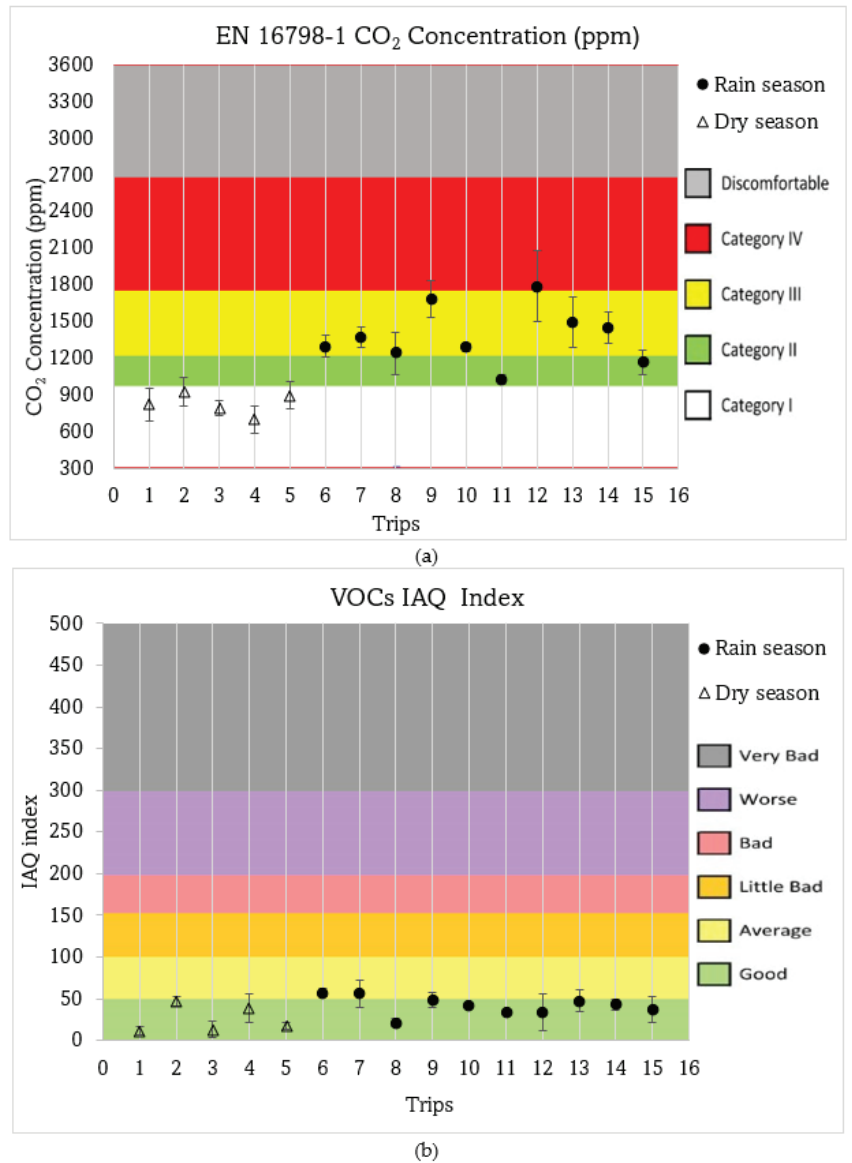 EN 16798-1 CO₂ Concentration (ppm)
3600
3300
3000
2700
2400
2100
1800
1500
1200
900
600
300
CO₂ Concentration (ppm)
0 1 2 3 4 5 6 7 8 9 10 11 12 13 14 15 16
Trips
Rain season
Dry season
Discomfortable
Category IV
Category III
Category II
Category I
(a)
VOCs IAQ Index
500
450
400
350
300
250
200
150
100
50
0
IAQ index
0 1 2 3 4 5 6 7 8 9 10 11 12 13 14 15 16
Trips
Rain season
Dry season
Very Bad
Worse
Bad
Little Bad
Average
Good
(b)